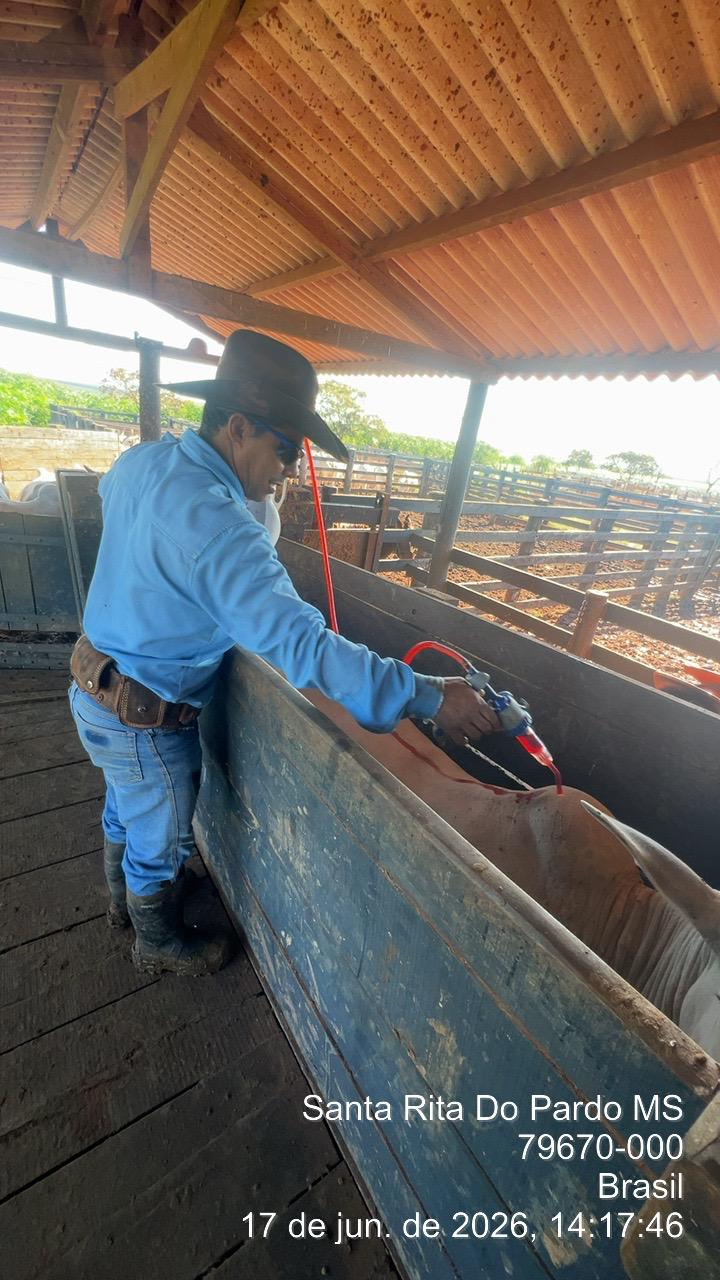 Santa Rita Do Pardo MS
79670-000
Brasil
17 de jun. de 2026, 14:17:46